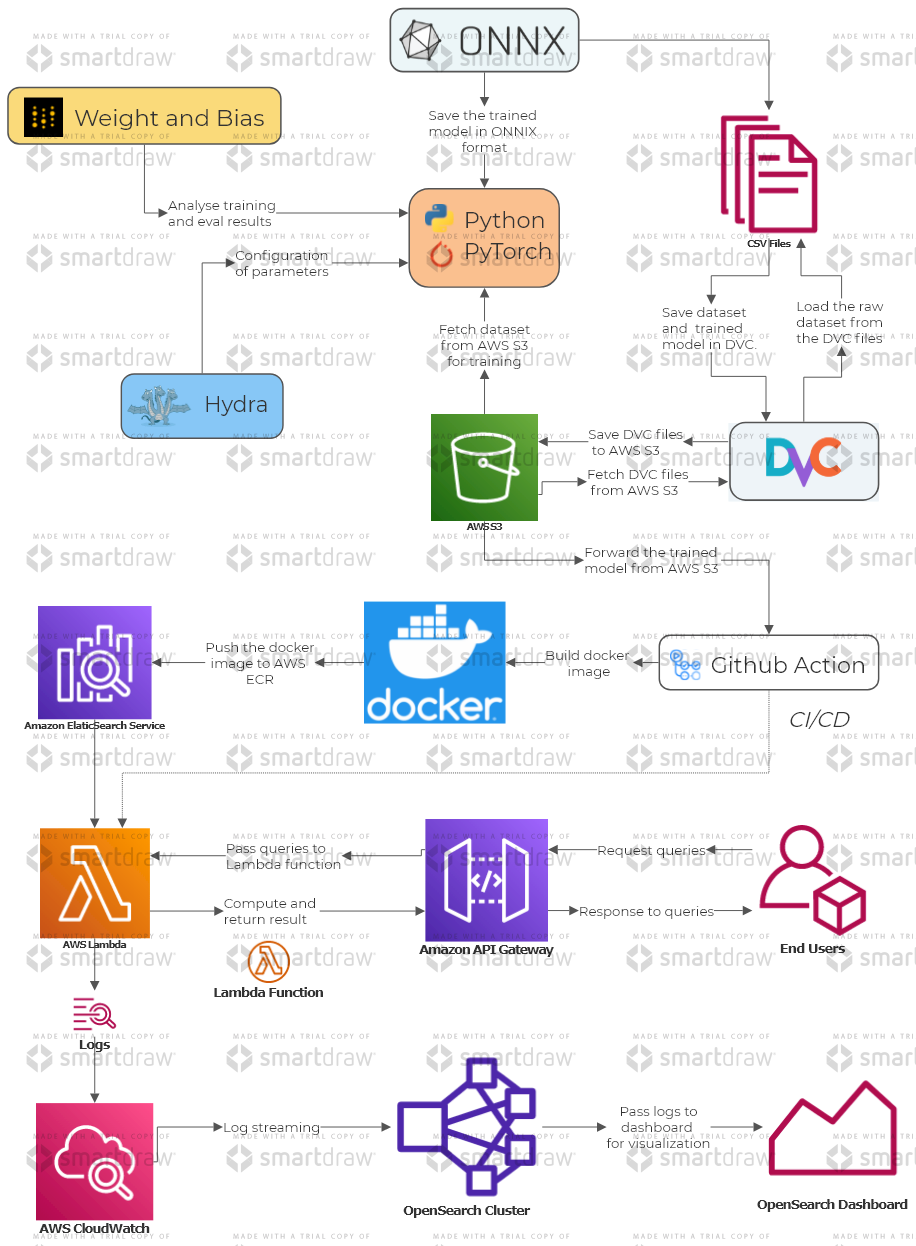 ONNX
Weight and Bias
Save the trained
model in ONNIX
format
Analyse training
and eval results
Python
PyTorch
CSV Files
Configuration
of parameters
Save dataset
and trained
model in DVC
Load the raw
dataset from
the DVC files
Fetch dataset
from AWS S3
for training
Hydra
Save DVC files
to AWS S3
DVC
Fetch DVC files
from AWS S3
AWS S3
Forward the trained
model from AWS S3
Push the docker
image to AWS
ECR
docker
Build docker
image
Github Action
Amazon ElaticSearch Service
CI/CD
Pass queries to
Lambda function
Request queries
Compute and
return result
Response to queries
AWS Lambda
Amazon API Gateway
End Users
Lambda Function
Logs
Log streaming
Pass logs to
dashboard
for visualization
AWS CloudWatch
OpenSearch Cluster
OpenSearch Dashboard
MADE WITH A TRIAL COPY OF
smartdraw